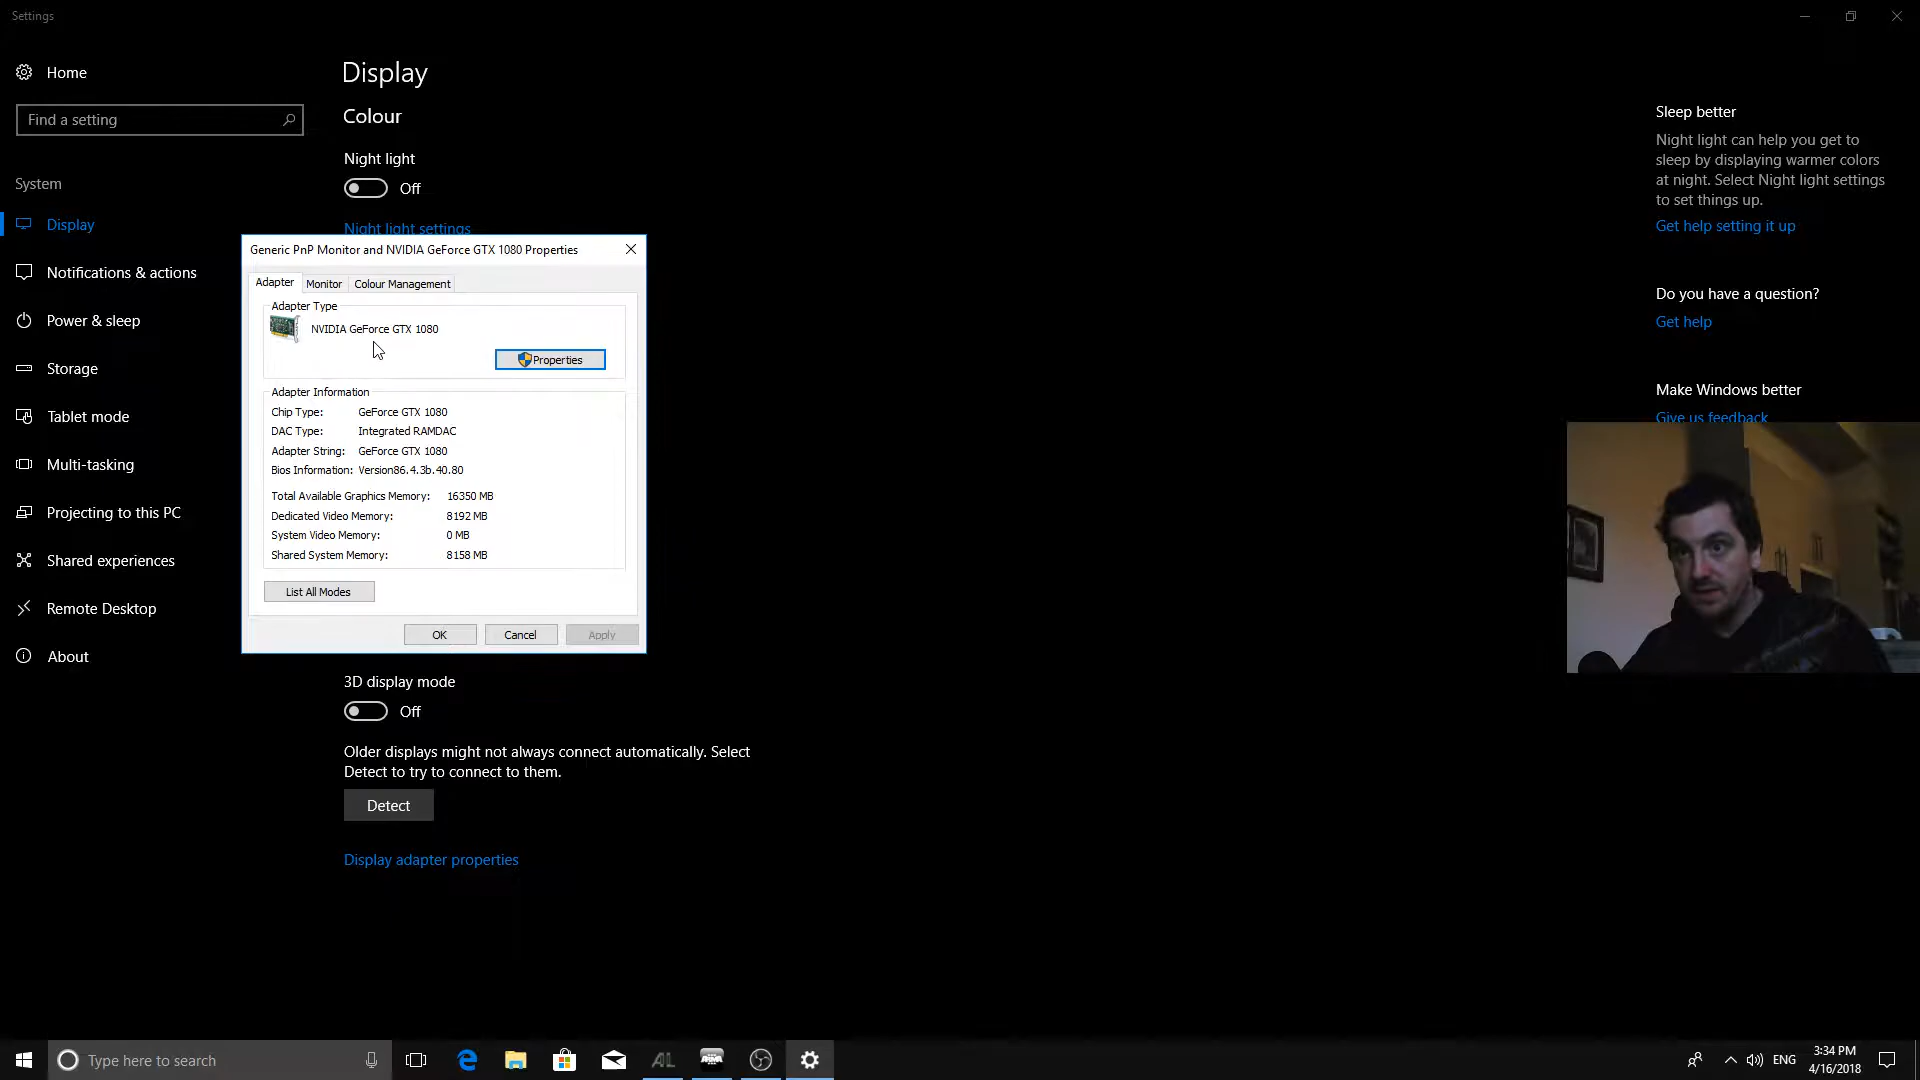 Settings
Home
Find a setting
System
Display
Notifications & actions
Power & sleep
Storage
Tablet mode
Multi-tasking
Projecting to this PC
Shared experiences
Remote Desktop
About
Display
Colour
Night light
Off
Night light settings
Generic PnP Monitor and NVIDIA GeForce GTX 1080 Properties
Adapter Monitor Colour Management
Adapter Type
NVIDIA GeForce GTX 1080
Properties
Adapter Information
Chip Type: GeForce GTX 1080
DAC Type: Integrated RAMDAC
Adapter String: GeForce GTX 1080
Bios Information: Version86.4.3b.40.80
Total Available Graphics Memory: 16350 MB
Dedicated Video Memory: 8192 MB
System Video Memory: 0 MB
Shared System Memory: 8158 MB
List All Modes
OK Cancel Apply
3D display mode
Off
Older displays might not always connect automatically. Select
Detect to try to connect to them.
Detect
Display adapter properties
Sleep better
Night light can help you get to
sleep by displaying warmer colors
at night. Select Night light settings
to set things up.
Get help setting it up
Do you have a question?
Get help
Make Windows better
Give us feedback
Type here to search
AL
ARMA
ENG
3:34 PM
4/16/2018